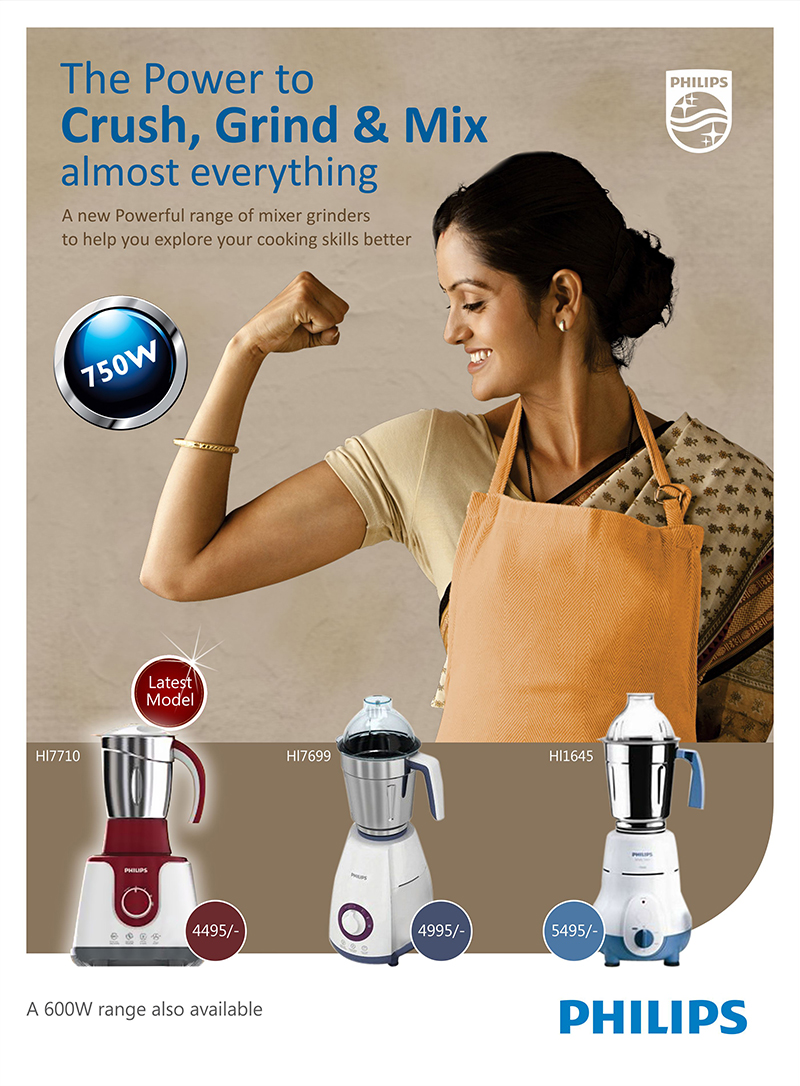 The Power to
Crush, Grind & Mix
almost everything
A new Powerful range of mixer grinders
to help you explore your cooking skills better
PHILIPS
750W
Latest
Model
HI7710
HI7699
HI1645
PHILIPS
PHILIPS
PHILIPS
4495/-
4995/-
5495/-
A 600W range also available
PHILIPS